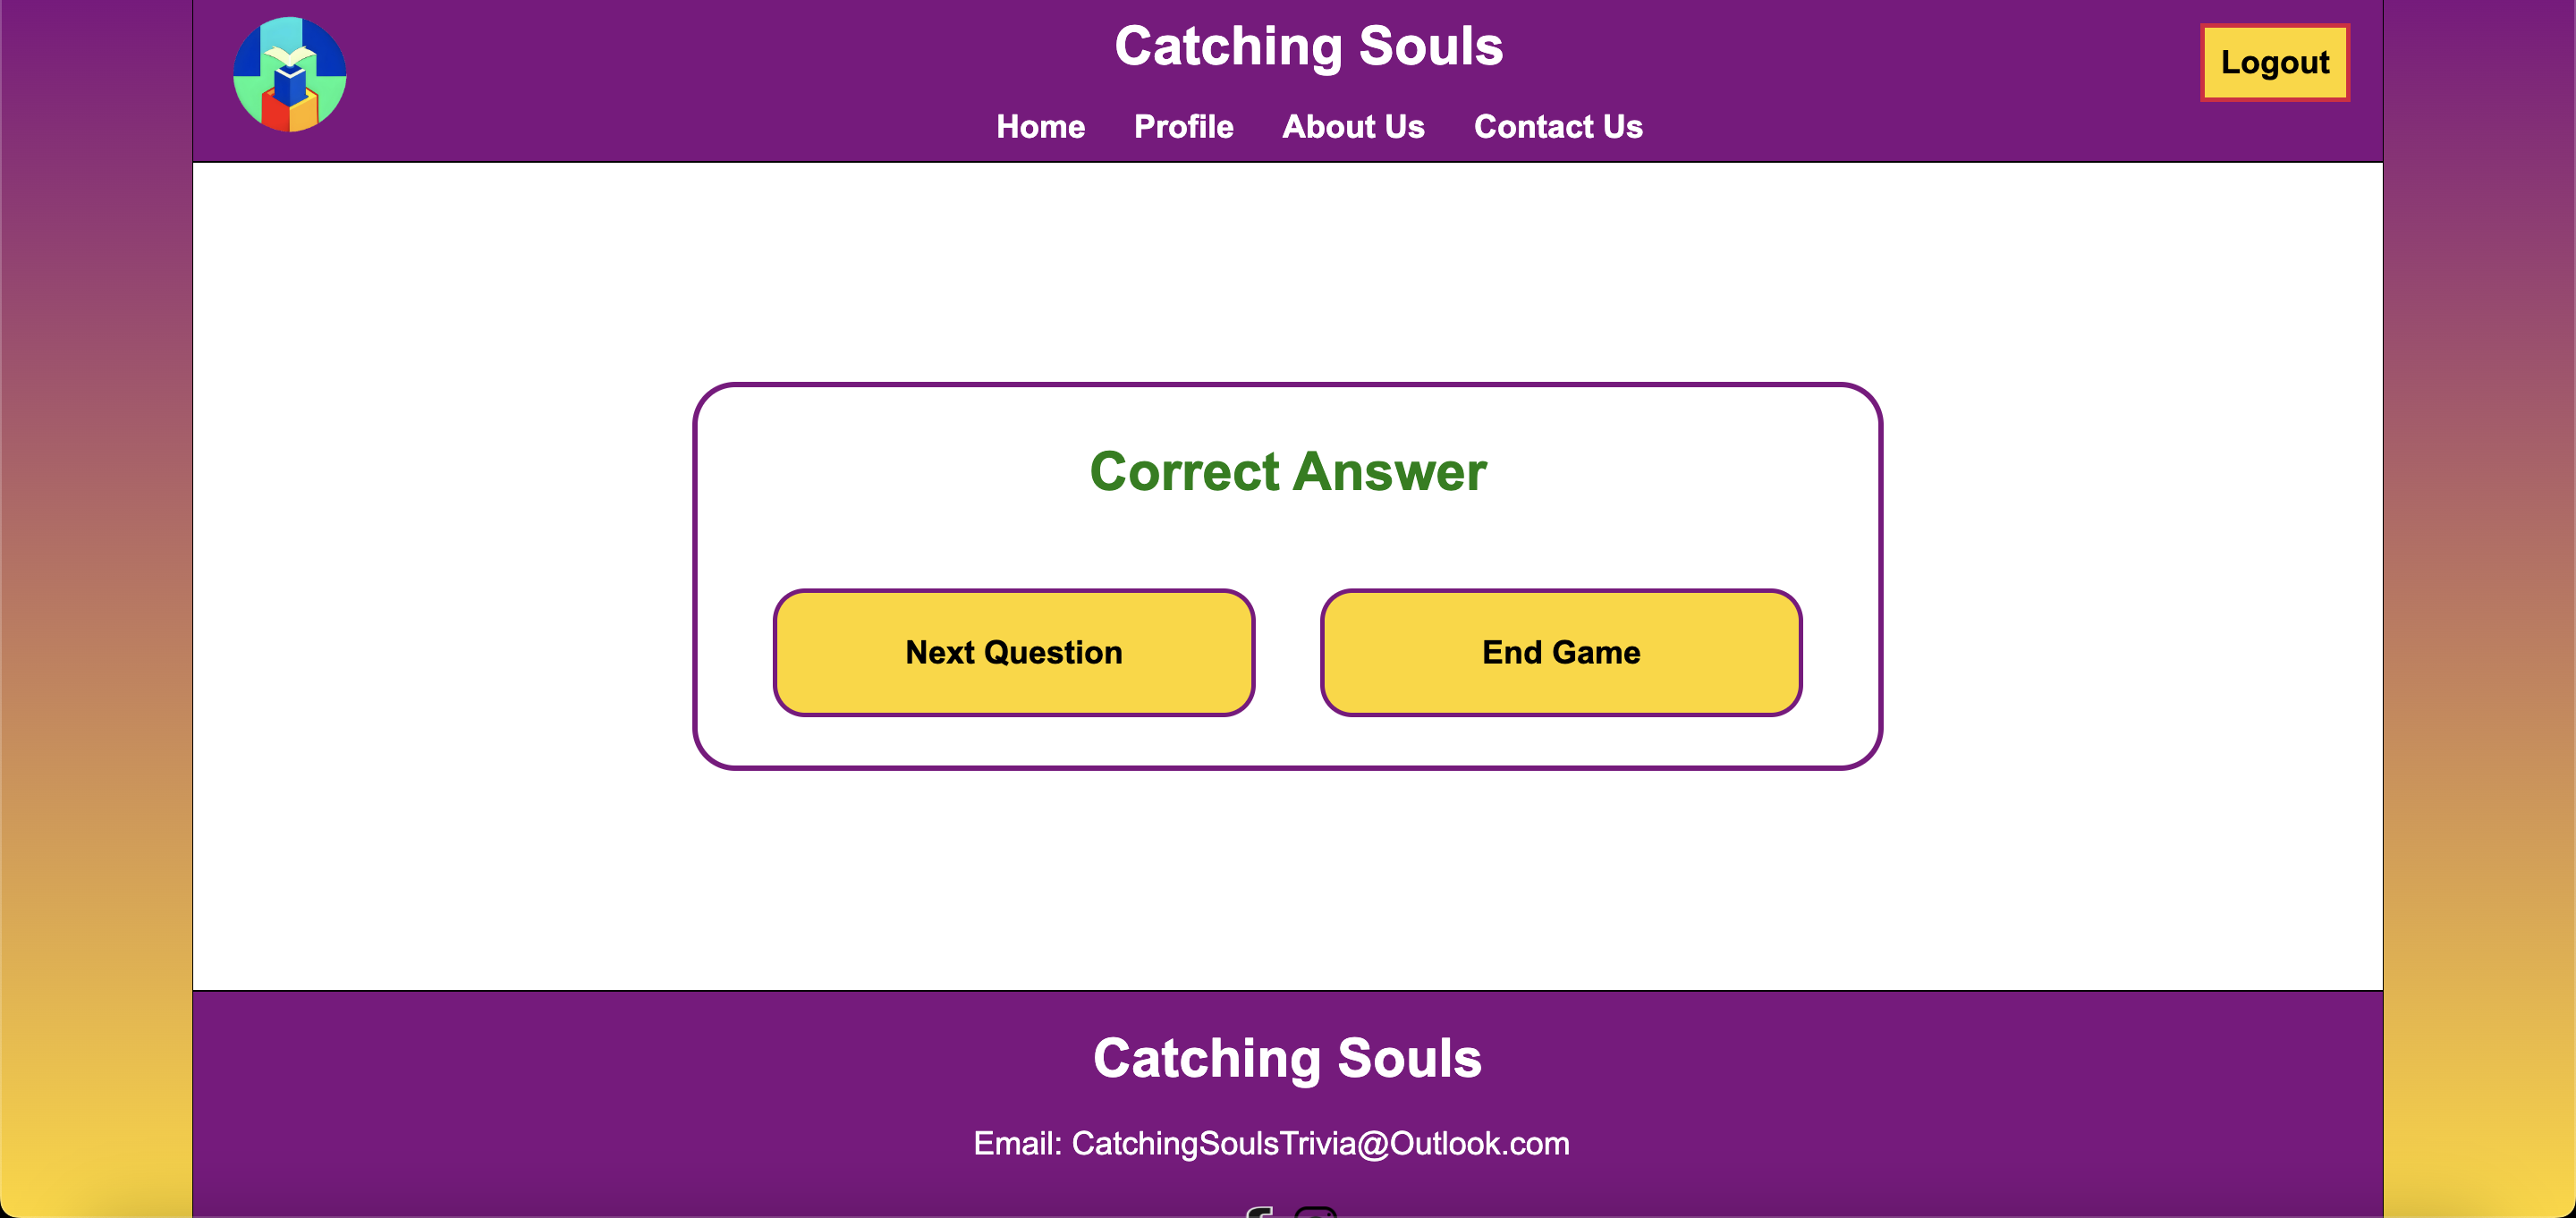 Catching Souls
Logout
Home Profile About Us Contact Us
Correct Answer
Next Question End Game
Catching Souls
Email: CatchingSoulsTrivia@Outlook.com